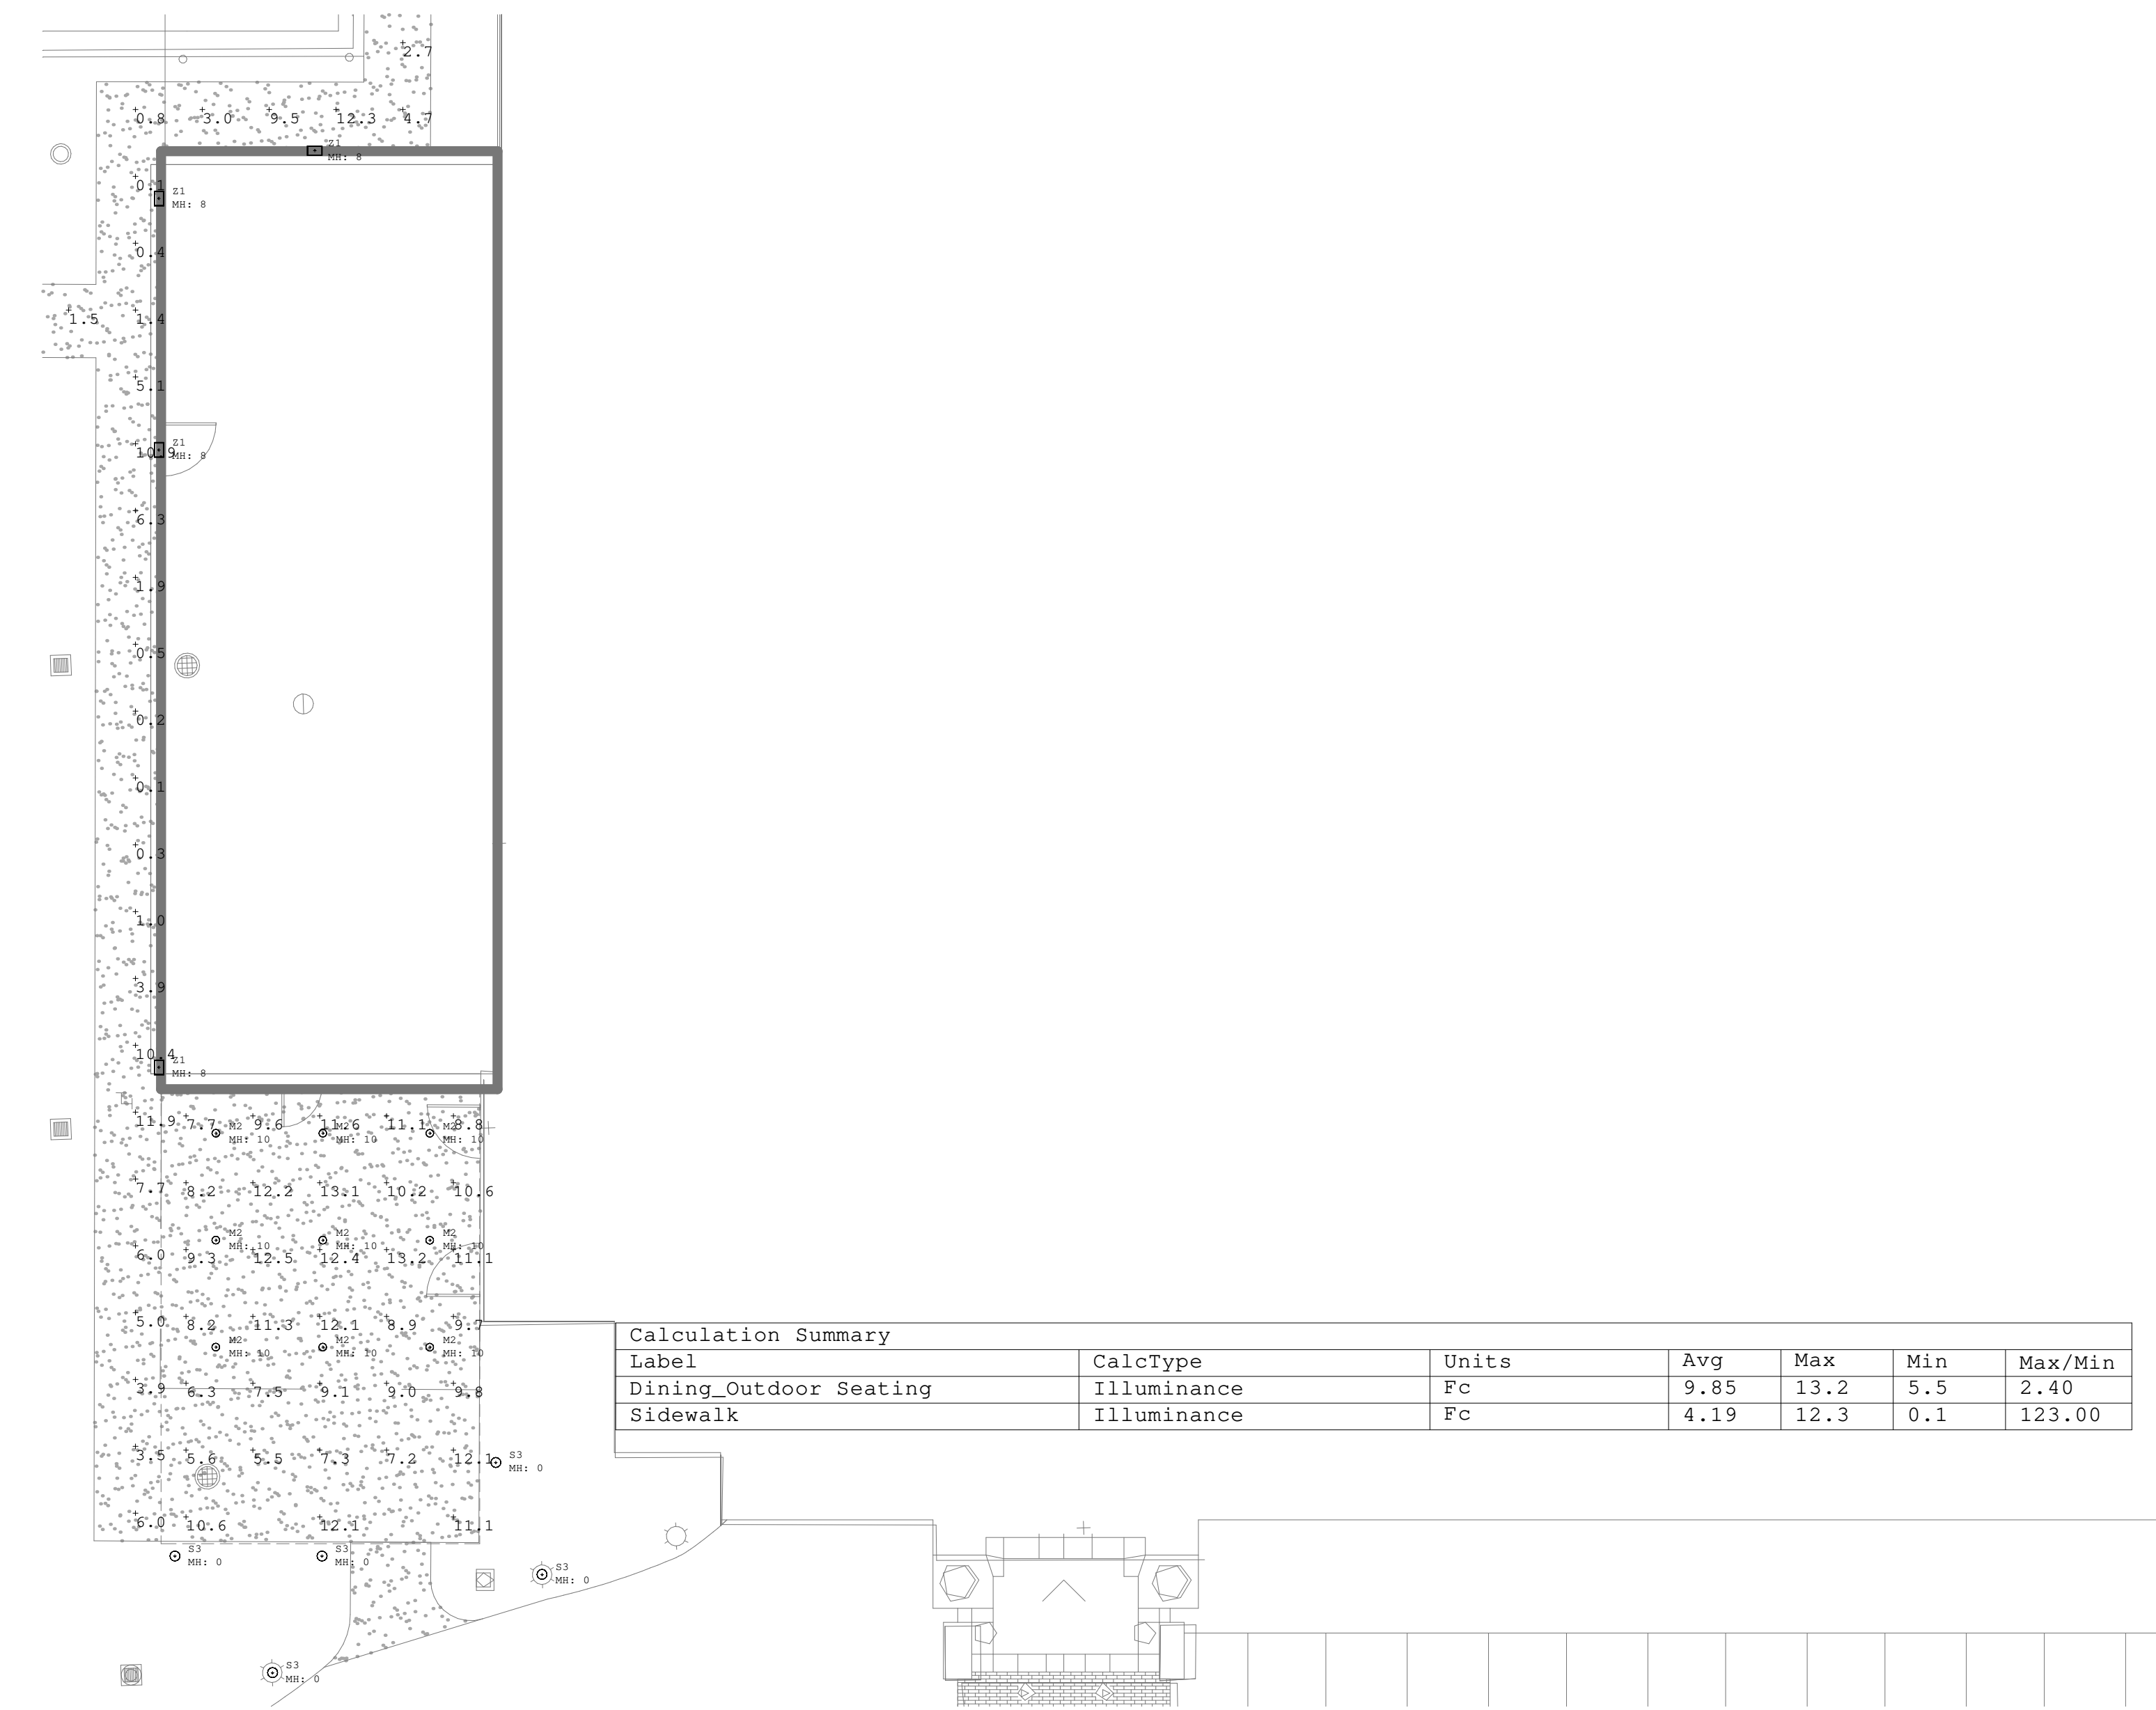 2.7
0.8 3.0 9.5 12.3 4.7
Z1
MH: 8
0.1
Z1
MH: 8
0.4
1.5 1.4
5.1
Z1
10.9 MH: 8
6.3
1.9
0.5
0.2
0.1
0.3
1.0
3.9
10.4
Z1
MH: 8
11.9 7.7 9.6 11.6 11.1 8.8
M2 M2 M2
MH: 10 MH: 10 MH: 10
7.7 8.2 12.2 13.1 10.2 10.6
M2 M2 M2
MH: 10 MH: 10 MH: 10
6.0 9.3 12.5 12.4 13.2 11.1
5.0 8.2 11.3 12.1 8.9 9.7
M2 M2 M2
MH: 10 MH: 10 MH: 10
3.9 6.3 7.5 9.1 9.0 9.8
3.5 5.6 5.5 7.3 7.2 12.1
S3
MH: 0
6.0 10.6 12.1 11.1
S3 S3
MH: 0 MH: 0
S3
MH: 0
S3
MH: 0
Calculation Summary
Label CalcType Units Avg Max Min Max/Min
Dining_Outdoor Seating Illuminance Fc 9.85 13.2 5.5 2.40
Sidewalk Illuminance Fc 4.19 12.3 0.1 123.00